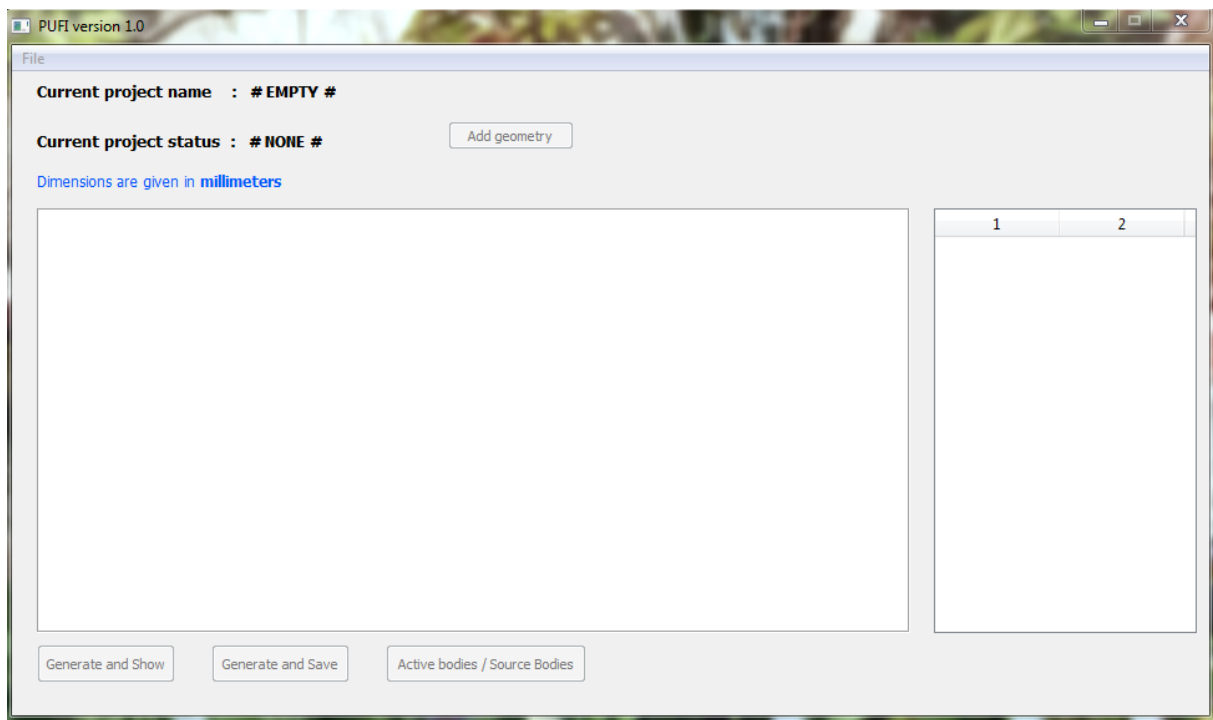 PUFI version 1.0
File
Current project name : # EMPTY #
Current project status : # NONE #
Add geometry
Dimensions are given in millimeters
1 2
Generate and Show Generate and Save Active bodies / Source Bodies